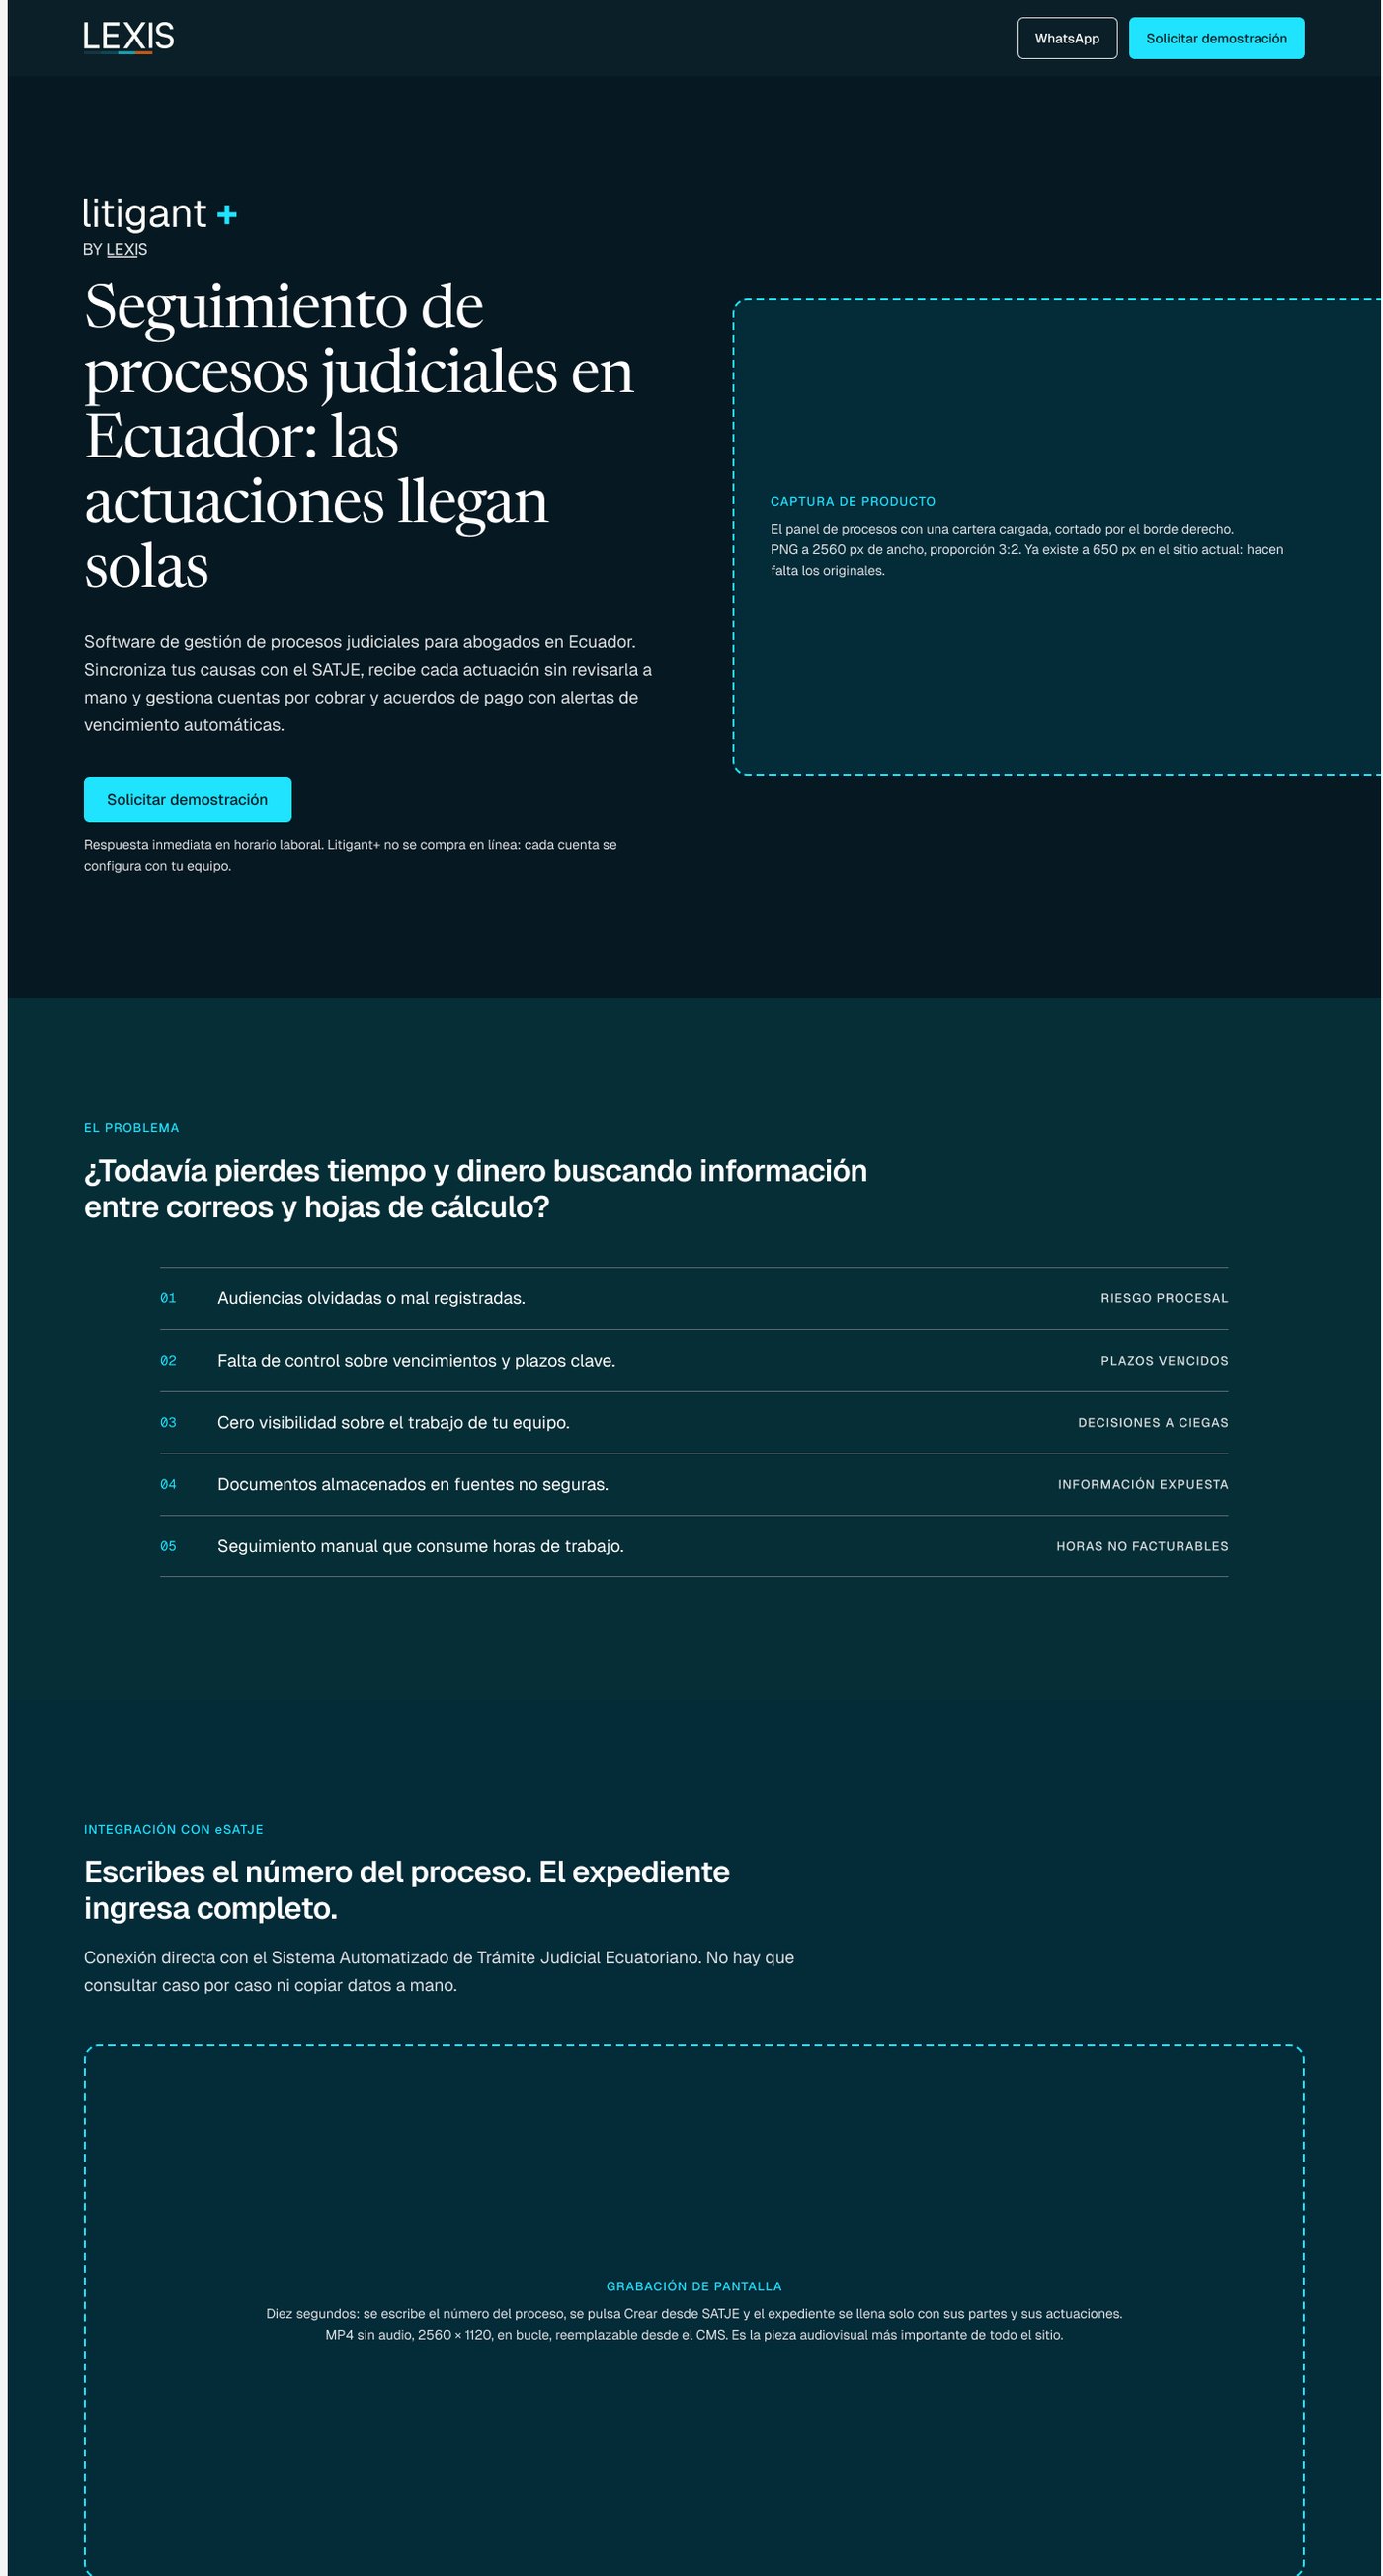 LEXIS
WhatsApp
Solicitar demostración
litigant +
BY LEXIS
Seguimiento de
procesos judiciales en
Ecuador: las
actuaciones llegan
solas
Software de gestión de procesos judiciales para abogados en Ecuador.
Sincroniza tus causas con el SATJE, recibe cada actuación sin revisarla a
mano y gestiona cuentas por cobrar y acuerdos de pago con alertas de
vencimiento automáticas.
Solicitar demostración
Respuesta inmediata en horario laboral. Litigant+ no se compra en línea: cada cuenta se
configura con tu equipo.
CAPTURA DE PRODUCTO
El panel de procesos con una cartera cargada, cortado por el borde derecho.
PNG a 2560 px de ancho, proporción 3:2. Ya existe a 650 px en el sitio actual: hacen
falta los originales.
EL PROBLEMA
¿Todavía pierdes tiempo y dinero buscando información
entre correos y hojas de cálculo?
01 Audiencias olvidadas o mal registradas. RIESGO PROCESAL
02 Falta de control sobre vencimientos y plazos clave. PLAZOS VENCIDOS
03 Cero visibilidad sobre el trabajo de tu equipo. DECISIONES A CIEGAS
04 Documentos almacenados en fuentes no seguras. INFORMACIÓN EXPUESTA
05 Seguimiento manual que consume horas de trabajo. HORAS NO FACTURABLES
INTEGRACIÓN CON eSATJE
Escribes el número del proceso. El expediente
ingresa completo.
Conexión directa con el Sistema Automatizado de Trámite Judicial Ecuatoriano. No hay que
consultar caso por caso ni copiar datos a mano.
GRABACIÓN DE PANTALLA
Diez segundos: se escribe el número del proceso, se pulsa Crear desde SATJE y el expediente se llena solo con sus partes y sus actuaciones.
MP4 sin audio, 2560 × 1120, en bucle, reemplazable desde el CMS. Es la pieza audiovisual más importante de todo el sitio.